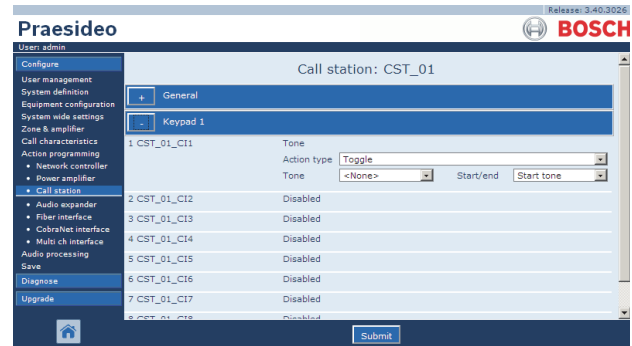 Release: 3.40.3026
Praesideo
BOSCH
User: admin
Configure
User management
System definition
Equipment configuration
System wide settings
Zone & amplifier
Call characteristics
Action programming
• Network controller
• Power amplifier
• Call station
• Audio expander
• Fiber interface
• CobraNet interface
• Multi ch interface
Audio processing
Save
Diagnose
Upgrade
Call station: CST_01
+ General
- Keypad 1
1 CST_01_CI1 Tone
Action type Toggle
Tone <None> Start/end Start tone
2 CST_01_CI2 Disabled
3 CST_01_CI3 Disabled
4 CST_01_CI4 Disabled
5 CST_01_CI5 Disabled
6 CST_01_CI6 Disabled
7 CST_01_CI7 Disabled
8 CST_01_CI8 Disabled
Submit